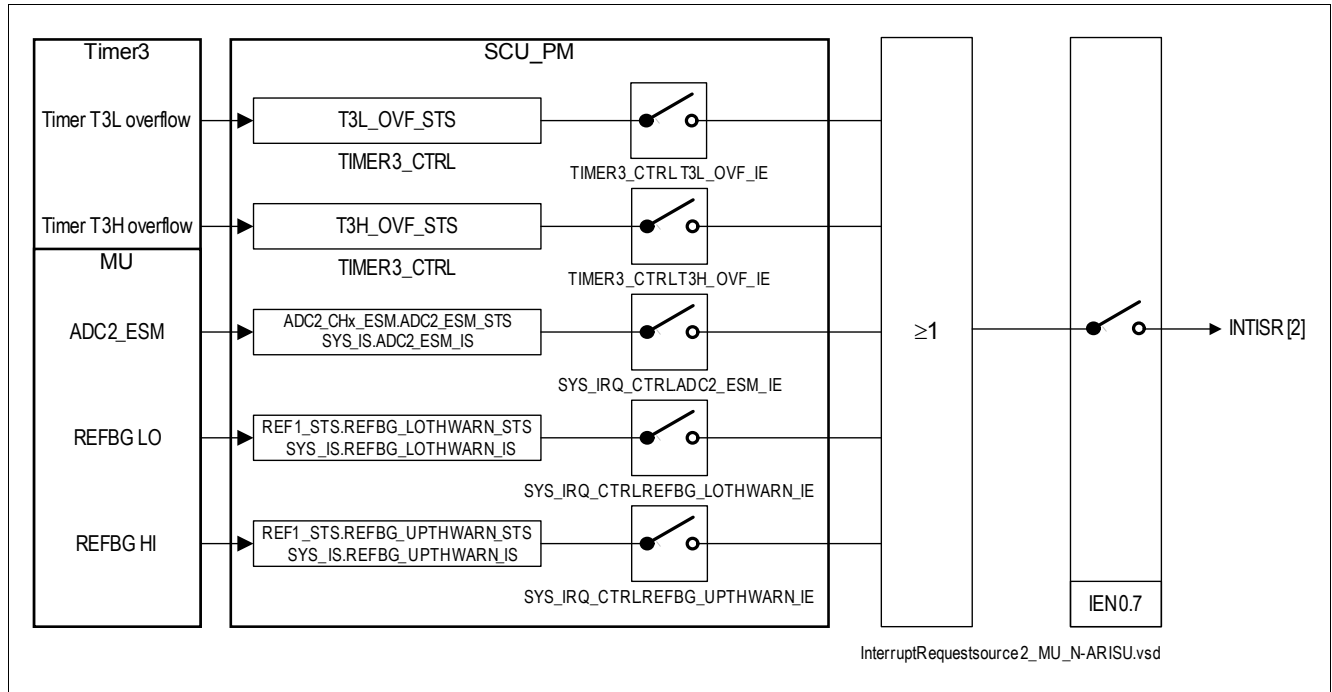 Timer3
SCU_PM
Timer T3L overflow
T3L_OVF_STS
TIMER3_CTRL
TIMER3_CTRLT3L_OVF_IE
Timer T3H overflow
T3H_OVF_STS
TIMER3_CTRL
TIMER3_CTRLT3H_OVF_IE
MU
ADC2_ESM
ADC2_CHx_ESM.ADC2_ESM_STS
SYS_IS.ADC2_ESM_IS
SYS_IRQ_CTRLADC2_ESM_IE
REFBG LO
REF1_STS.REFBG_LOTHWARN_STS
SYS_IS.REFBG_LOTHWARN_IS
SYS_IRQ_CTRLREFBG_LOTHWARN_IE
REFBG HI
REF1_STS.REFBG_UPTHWARN_STS
SYS_IS.REFBG_UPTHWARN_IS
SYS_IRQ_CTRLREFBG_UPTHWARN_IE
≥1
IEN0.7
INTISR [2]
InterruptRequestsource2_MU_N-ARISU.vsd